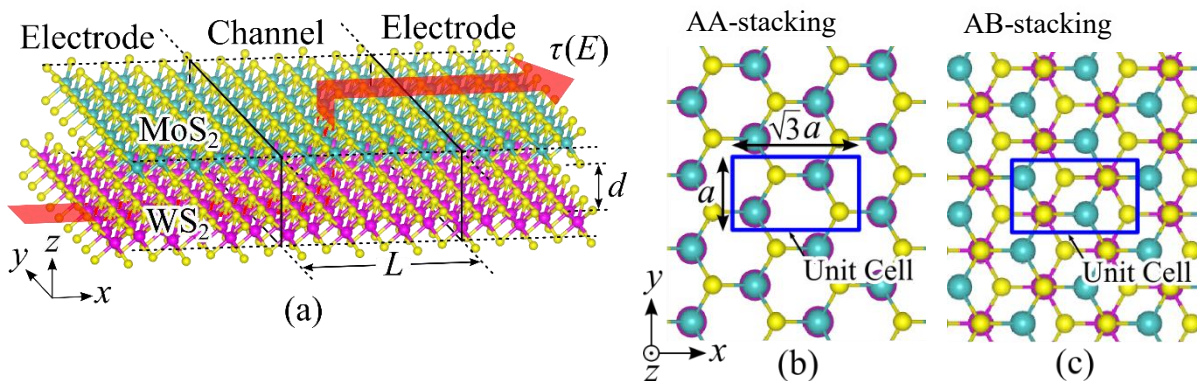 Electrode Channel Electrode
τ(E)
MoS₂
d
WS₂
L
y z x
(a)
AA-stacking
√3a
a
Unit Cell
y
z x
(b)
AB-stacking
Unit Cell
(c)